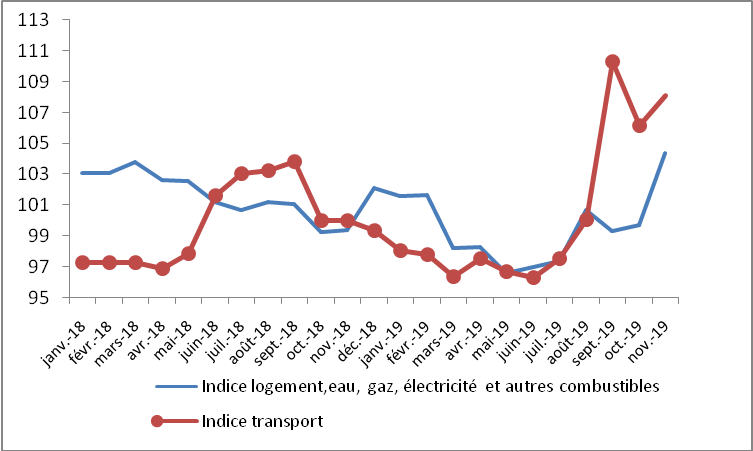 113
111
109
107
105
103
101
99
97
95
janv.-18
févr.-18
mars-18
avr.-18
mai-18
juin-18
juil.-18
août-18
sept.-18
oct.-18
nov.-18
déc.-18
janv.-19
févr.-19
mars-19
avr.-19
mai-19
juin-19
juil.-19
août-19
sept.-19
oct.-19
nov.-19
Indice logement,eau, gaz, électricité et autres combustibles
Indice transport